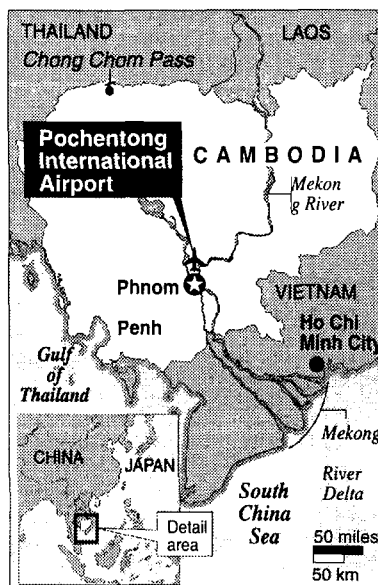 THAILAND
LAOS
Chong Chom Pass
Pochentong
International
Airport
CAMBODIA
Mekon
g River
Phnom
Penh
VIETNAM
Ho Chi
Minh City
Gulf
of
Thailand
Mekong
River
Delta
South
China
Sea
CHINA
JAPAN
Detail
area
50 miles
50 km